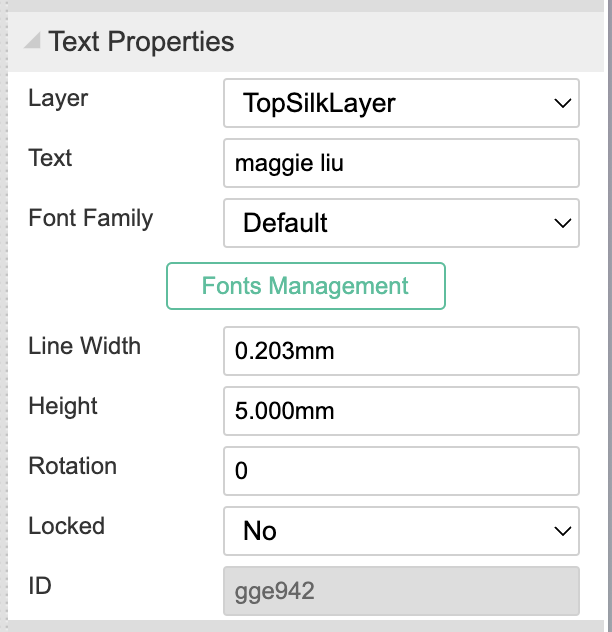 Text Properties
Layer TopSilkLayer
Text maggie liu
Font Family Default
Fonts Management
Line Width 0.203mm
Height 5.000mm
Rotation 0
Locked No
ID gge942